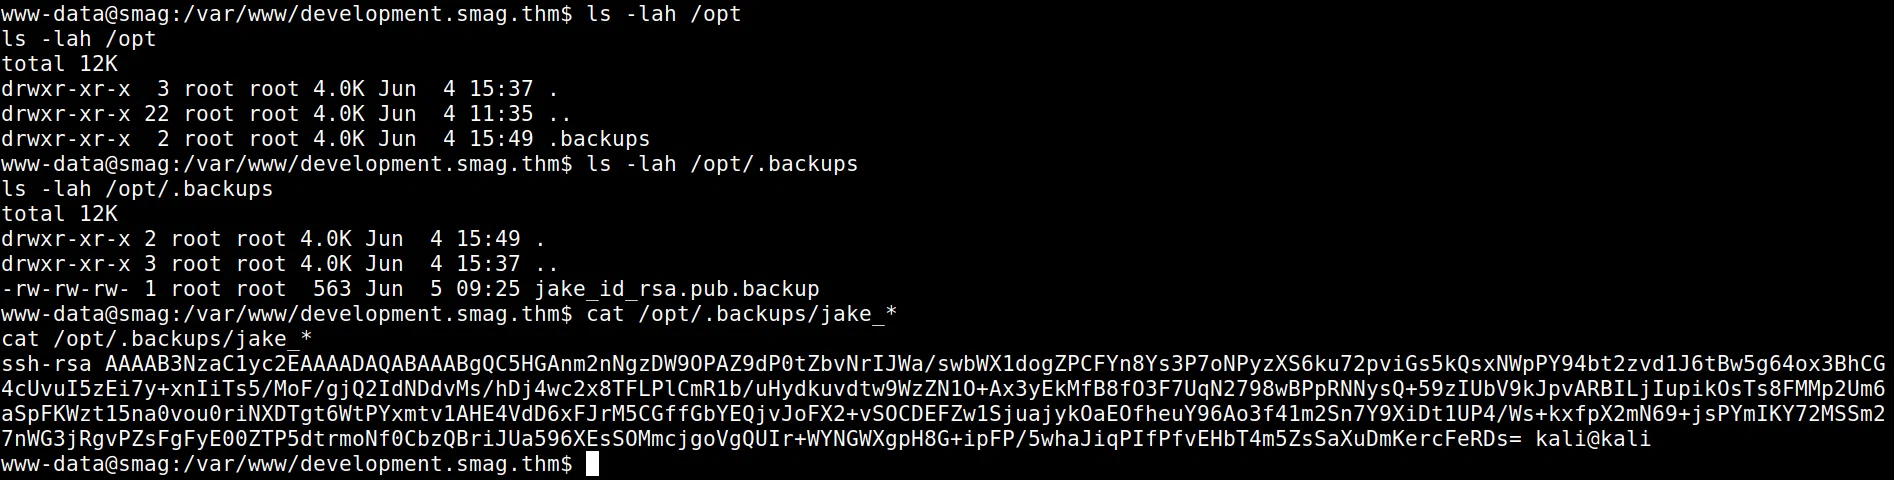 www-data@smag:/var/www/development.smag.thm$ ls -lah /opt
ls -lah /opt
total 12K
drwxr-xr-x  3 root root 4.0K Jun  4 15:37 .
drwxr-xr-x 22 root root 4.0K Jun  4 11:35 ..
drwxr-xr-x  2 root root 4.0K Jun  4 15:49 .backups
www-data@smag:/var/www/development.smag.thm$ ls -lah /opt/.backups
ls -lah /opt/.backups
total 12K
drwxr-xr-x 2 root root 4.0K Jun  4 15:49 .
drwxr-xr-x 3 root root 4.0K Jun  4 15:37 ..
-rw-rw-rw- 1 root root  563 Jun  5 09:25 jake_id_rsa.pub.backup
www-data@smag:/var/www/development.smag.thm$ cat /opt/.backups/jake_*
cat /opt/.backups/jake_*
ssh-rsa AAAAB3NzaC1yc2EAAAADAQABAAABgQC5HGAnm2nNgzDW9OPAZ9dP0tZbvNrIJWa/swbWX1dogZPCFYn8Ys3P7oNPyzXS6ku72pviGs5kQsxNWpPY94bt2zvd1J6tBw5g64ox3BhCG
4cUvuI5zEi7y+xnIiTs5/MoF/gjQ2IdNDdvMs/hDj4wc2x8TFLPlCmR1b/uHydkuvdtw9WzZN1O+Ax3yEkMfB8fO3F7UqN2798wBPpRNNysQ+59zIUbV9kJpvARBILjIupikOsTs8FMMp2Um6
aSpFKWzt15na0vou0riNXDTgt6WtPYxmtv1AHE4VdD6xFJrM5CGffGbYEQjvJoFX2+vSOCDEFZw1SjuajykOaEOfheuY96Ao3f41m2Sn7Y9XiDt1UP4/Ws+kxfpX2mN69+jsPYmIKY72MSSm2
7nWG3jRgvPZsFgFyE00ZTP5dtrmoNf0CbzQBriJUa596XEsSOMmcjgoVgQUIr+WYNGWXgpH8G+ipFP/5whaJiqPIfPfvEHbT4m5ZsSaXuDmKercFeRDs= kali@kali
www-data@smag:/var/www/development.smag.thm$